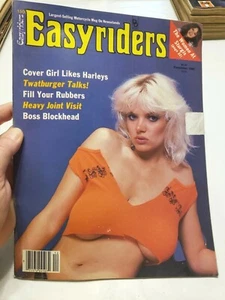 Easyriders
Largest-Selling Motorcycle Mag On Newsstands
Easyriders
Cover Girl Likes Harleys
Twatburger Talks!
Fill Your Rubbers
Heavy Joint Visit
Boss Blockhead